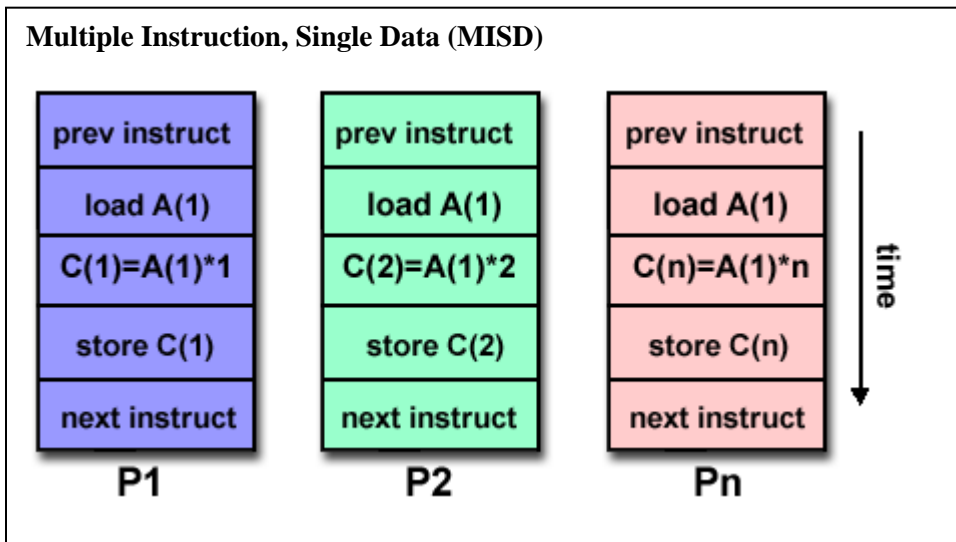 Multiple Instruction, Single Data (MISD)
prev instruct
load A(1)
C(1)=A(1)*1
store C(1)
next instruct
P1
prev instruct
load A(1)
C(2)=A(1)*2
store C(2)
next instruct
P2
prev instruct
load A(1)
C(n)=A(1)*n
store C(n)
next instruct
Pn
time